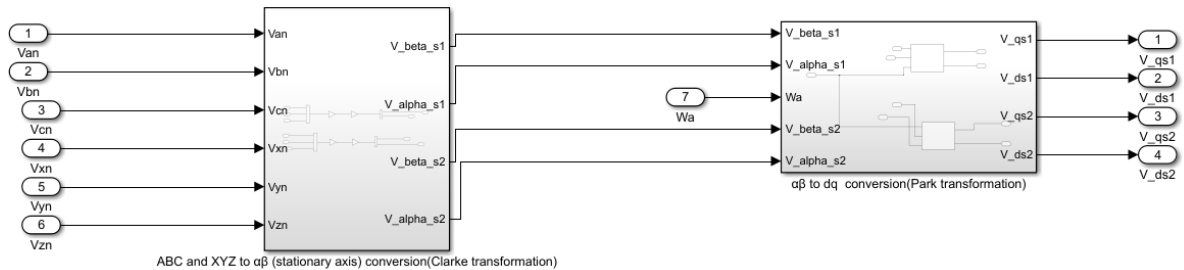 1
Van
2
Vbn
3
Vcn
4
Vxn
5
Vyn
6
Vzn
Van
Vbn
Vcn
Vxn
Vyn
Vzn
V_beta_s1
V_alpha_s1
V_beta_s2
V_alpha_s2
ABC and XYZ to αβ (stationary axis) conversion(Clarke transformation)
7
Wa
V_beta_s1
V_alpha_s1
Wa
V_beta_s2
V_alpha_s2
V_qs1
V_ds1
V_qs2
V_ds2
αβ to dq  conversion(Park transformation)
1
V_qs1
2
V_ds1
3
V_qs2
4
V_ds2